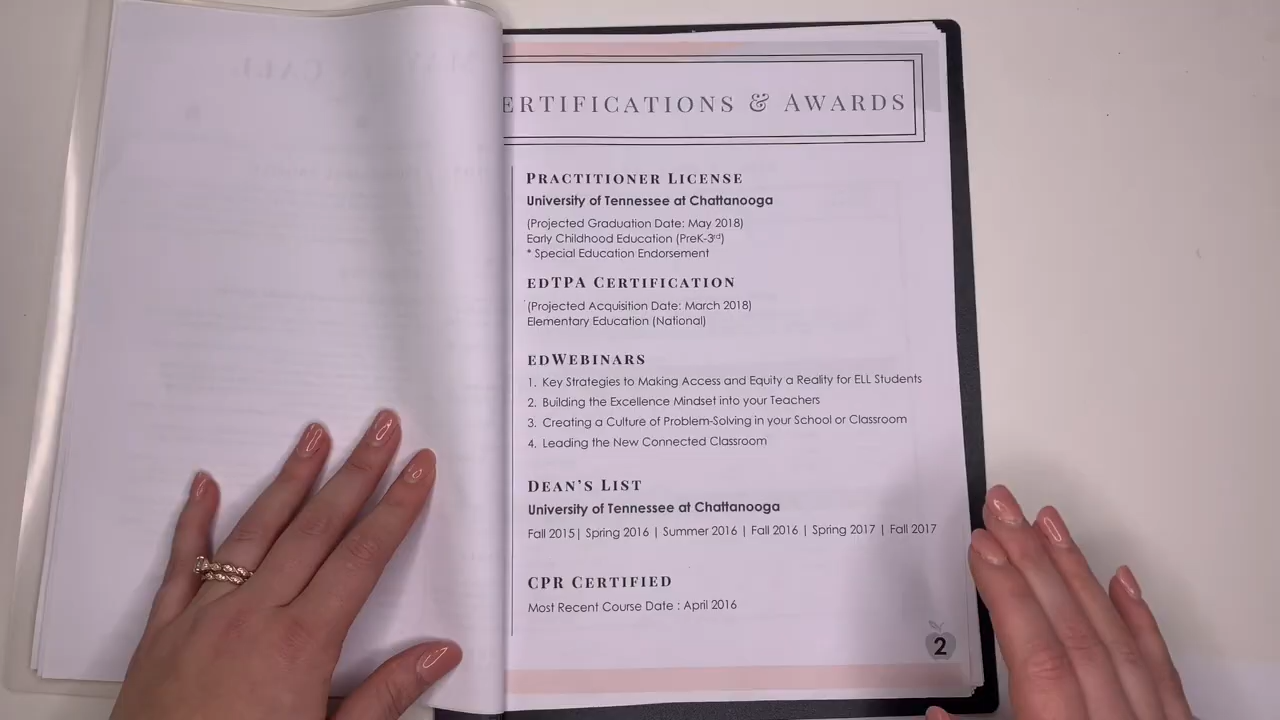 ERTIFICATIONS & AWARDS
PRACTITIONER LICENSE
University of Tennessee at Chattanooga
(Projected Graduation Date: May 2018)
Early Childhood Education (PreK-3rd)
* Special Education Endorsement
EDTPA CERTIFICATION
(Projected Acquisition Date: March 2018)
Elementary Education (National)
EDWEBINARS
1. Key Strategies to Making Access and Equity a Reality for ELL Students
2. Building the Excellence Mindset into your Teachers
3. Creating a Culture of Problem-Solving in your School or Classroom
4. Leading the New Connected Classroom
DEAN'S LIST
University of Tennessee at Chattanooga
Fall 2015| Spring 2016 | Summer 2016 | Fall 2016 | Spring 2017 | Fall 2017
CPR CERTIFIED
Most Recent Course Date : April 2016
2